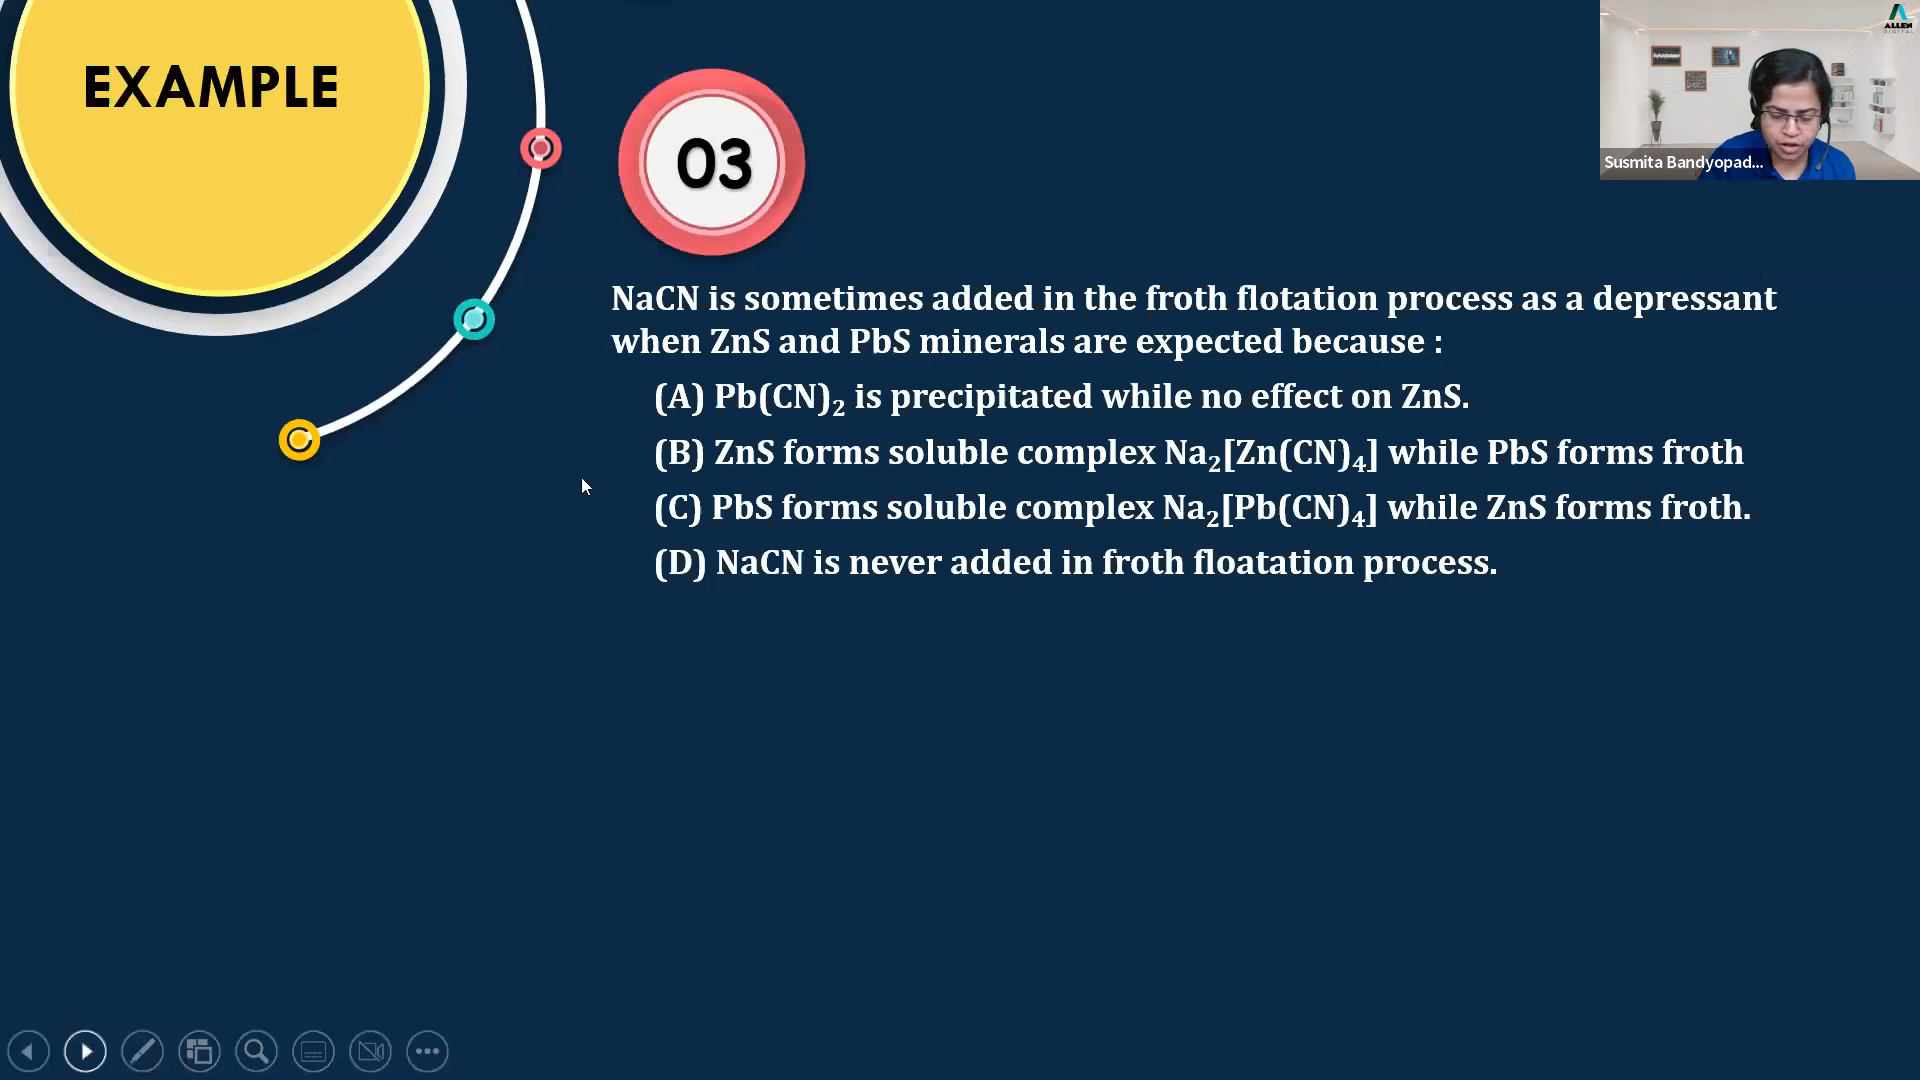 EXAMPLE
03
ALLEN
DIGITAL
Susmita Bandyopad...
NaCN is sometimes added in the froth flotation process as a depressant
when ZnS and PbS minerals are expected because :
(A) Pb(CN)₂ is precipitated while no effect on ZnS.
(B) ZnS forms soluble complex Na₂[Zn(CN)₄] while PbS forms froth
(C) PbS forms soluble complex Na₂[Pb(CN)₄] while ZnS forms froth.
(D) NaCN is never added in froth floatation process.